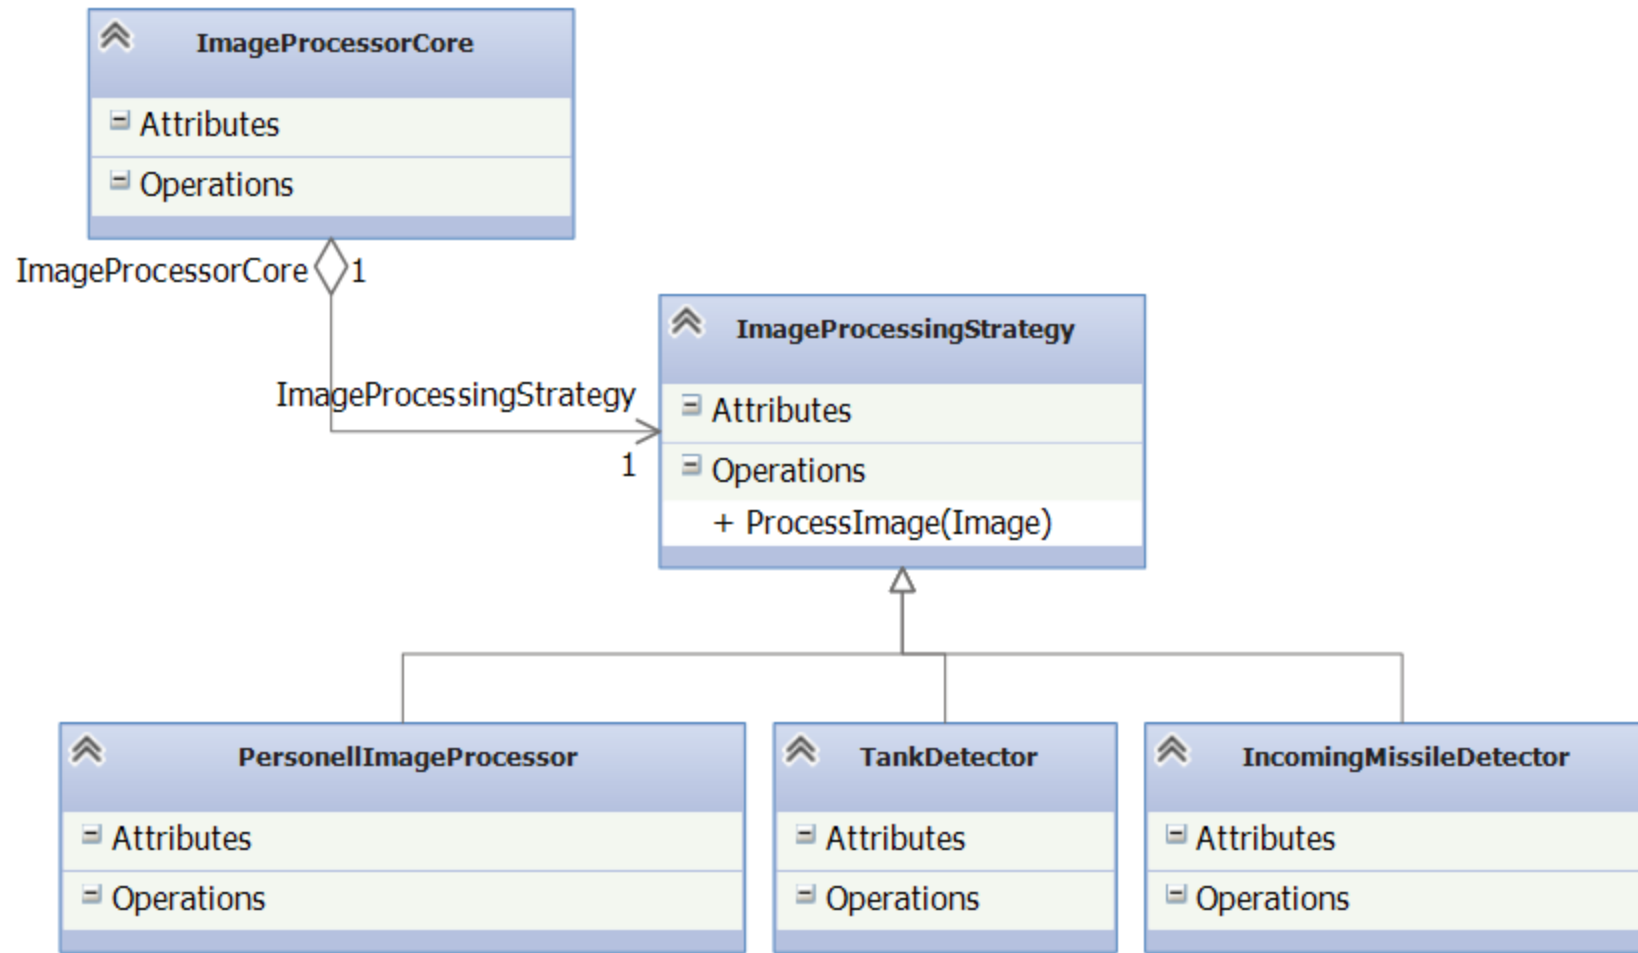 ImageProcessorCore
Attributes
Operations
ImageProcessorCore 1
ImageProcessingStrategy
ImageProcessingStrategy
1
Attributes
Operations
+ ProcessImage(Image)
PersonellImageProcessor
Attributes
Operations
TankDetector
Attributes
Operations
IncomingMissileDetector
Attributes
Operations